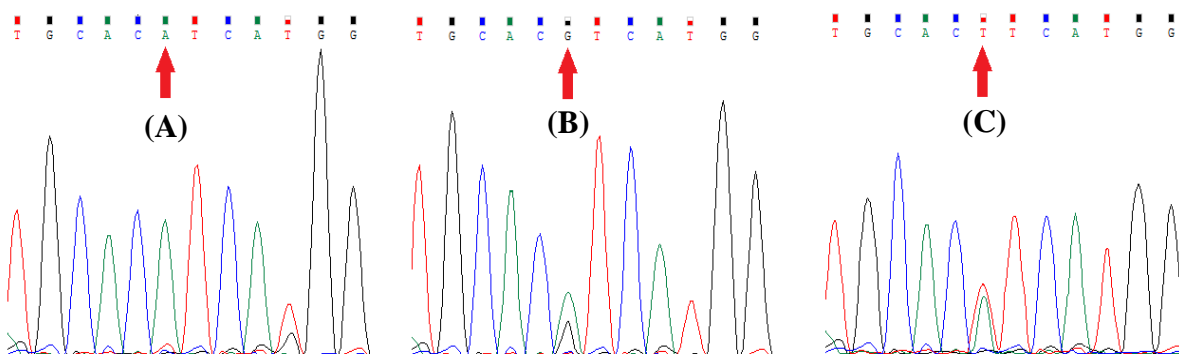 T G C A C A T C A T G G
(A)
T G C A C G T C A T G G
(B)
T G C A C T T C A T G G
(C)